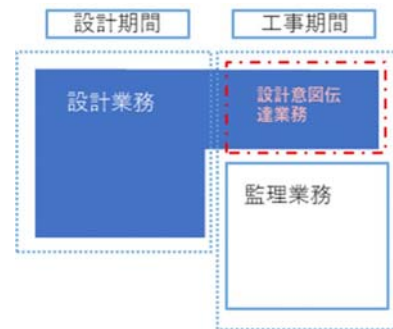 設計期間
工事期間
設計業務
設計意図伝
達業務
監理業務